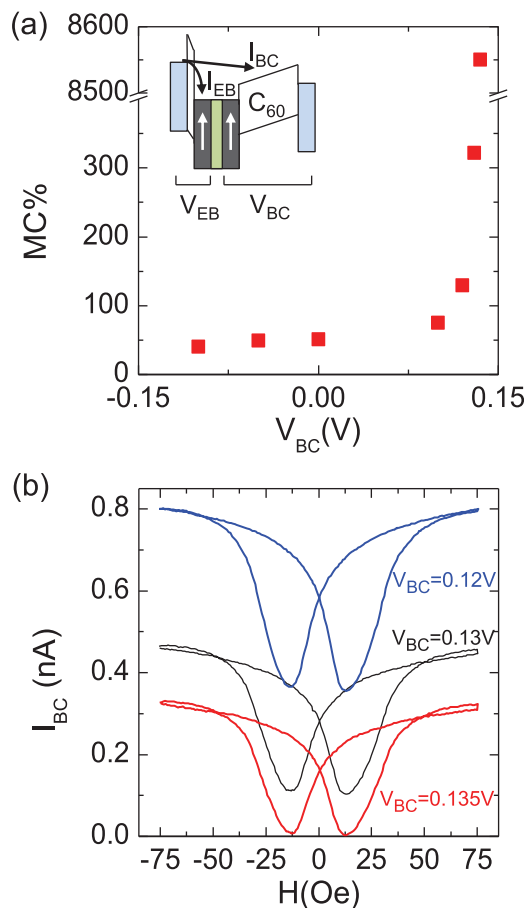 (a)
8600
8500
300
200
100
0
MC%
I_BC
I_EB
C_60
V_EB
V_BC
-0.15
0.00
0.15
V_BC(V)
(b)
0.8
0.6
0.4
0.2
0.0
I_BC (nA)
V_BC=0.12V
V_BC=0.13V
V_BC=0.135V
-75 -50 -25 0 25 50 75
H(Oe)